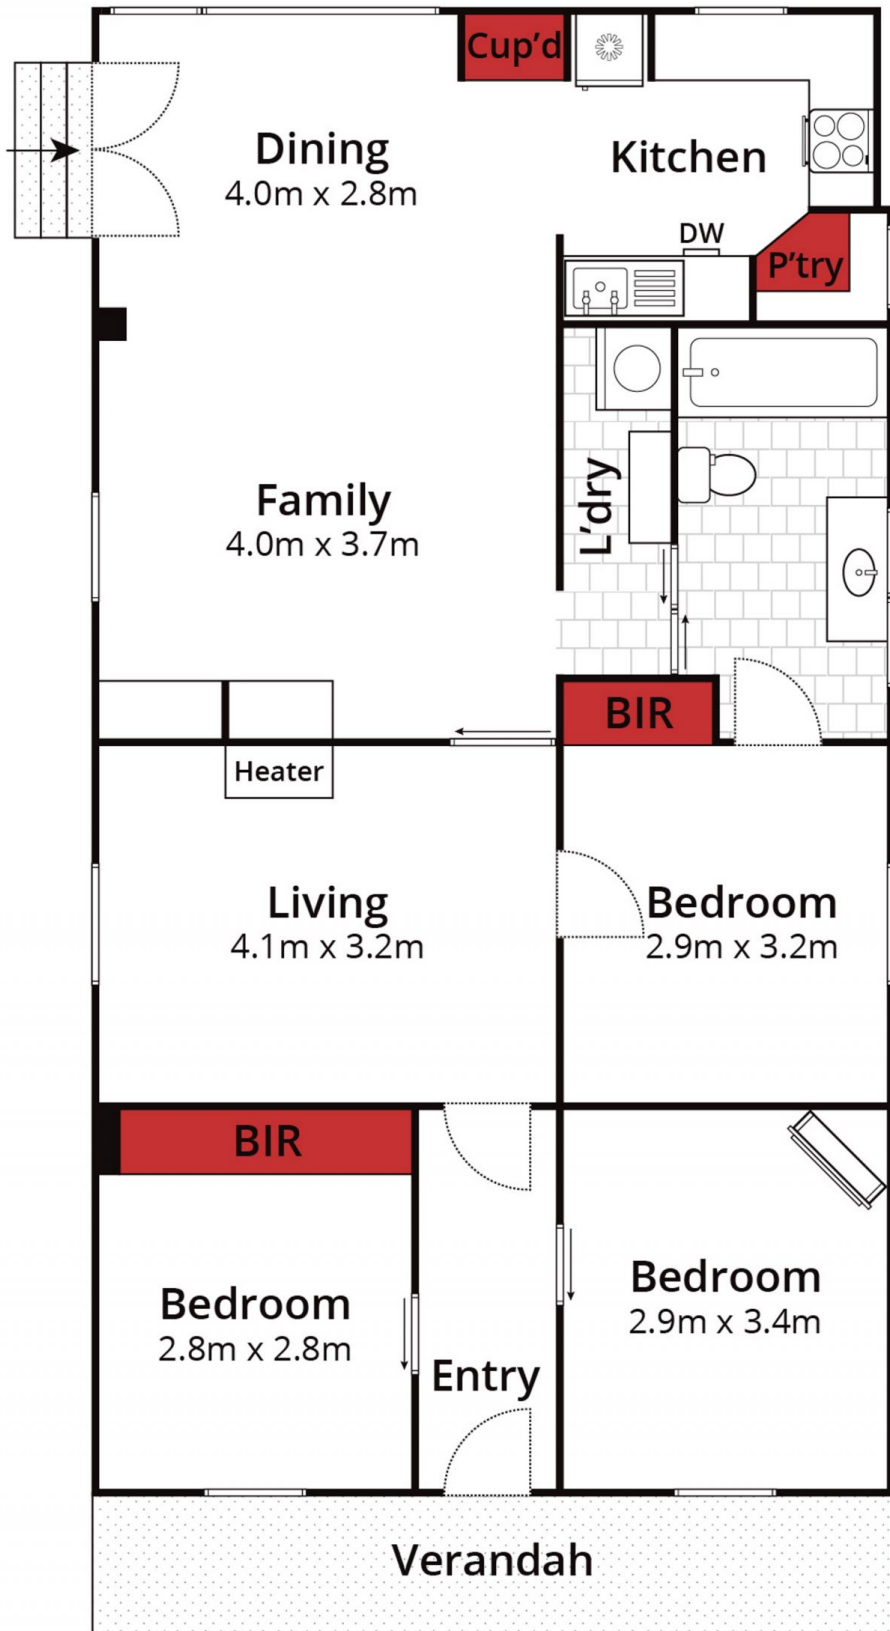 Cup'd
Dining
4.0m x 2.8m
Kitchen
DW
P'try
Family
4.0m x 3.7m
L'dry
BIR
Heater
Living
4.1m x 3.2m
Bedroom
2.9m x 3.2m
BIR
Bedroom
2.8m x 2.8m
Entry
Bedroom
2.9m x 3.4m
Verandah